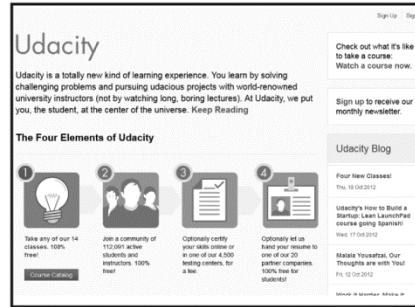 Sign Up
Udacity
Udacity is a totally new kind of learning experience. You learn by solving
challenging problems and pursuing udacious projects with world-renowned
university instructors (not by watching long, boring lectures). At Udacity, we put
you, the student, at the center of the universe. Keep Reading
The Four Elements of Udacity
1
Take any of our 14
classes. 100%
free!
Course Catalog
2
Join a community of
112,091 active
students and
instructors. 100%
free!
3
Optionally certify
your skills online or
in one of our 4,500
testing centers, for
a fee.
4
Optionally let us
hand your resume to
one of our 20
partner companies.
100% free for
students!
Check out what it's like
to take a course:
Watch a course now.
Sign up to receive our
monthly newsletter.
Udacity Blog
Four New Classes!
Thu, 18 Oct 2012
Udacity's How to Build a
Startup: Lean LaunchPad
course going Spanish!
Wed, 17 Oct 2012
Malala Yousafzai, Our
Thoughts are with You!
Fri, 12 Oct 2012